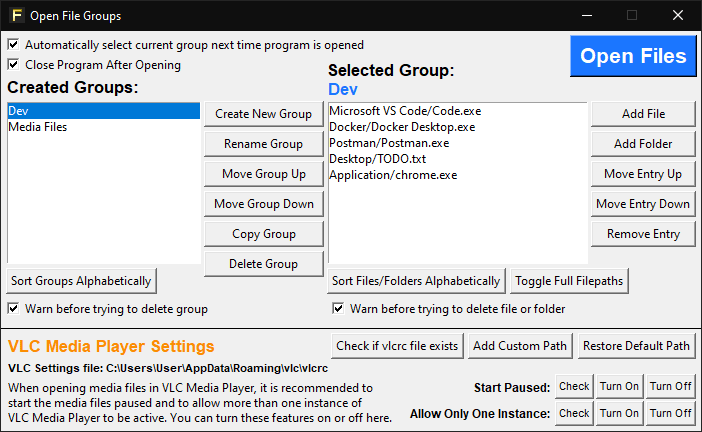 F Open File Groups
Automatically select current group next time program is opened
Close Program After Opening
Open Files
Created Groups:
Selected Group:
Dev
Dev
Media Files
Create New Group
Rename Group
Move Group Up
Move Group Down
Copy Group
Delete Group
Microsoft VS Code/Code.exe
Docker/Docker Desktop.exe
Postman/Postman.exe
Desktop/TODO.txt
Application/chrome.exe
Add File
Add Folder
Move Entry Up
Move Entry Down
Remove Entry
Sort Groups Alphabetically
Sort Files/Folders Alphabetically
Toggle Full Filepaths
Warn before trying to delete group
Warn before trying to delete file or folder
VLC Media Player Settings
Check if vlcrc file exists
Add Custom Path
Restore Default Path
VLC Settings file: C:\Users\User\AppData\Roaming\vlc\vlcrc
When opening media files in VLC Media Player, it is recommended to
start the media files paused and to allow more than one instance of
VLC Media Player to be active. You can turn these features on or off here.
Start Paused: Check Turn On Turn Off
Allow Only One Instance: Check Turn On Turn Off